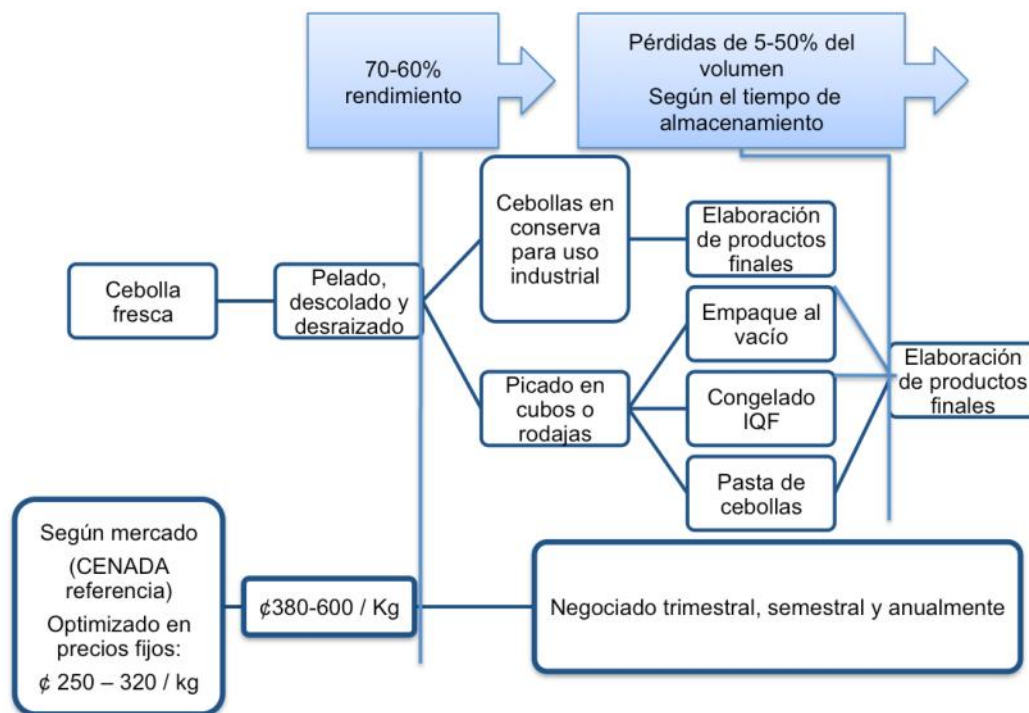 70-60%
rendimiento
Pérdidas de 5-50% del
volumen
Según el tiempo de
almacenamiento
Cebolla
fresca
Pelado,
descolado y
desraizado
Cebollas en
conserva
para uso
industrial
Elaboración
de productos
finales
Picado en
cubos o
rodajas
Empaque al
vacío
Congelado
IQF
Pasta de
cebollas
Elaboración
de productos
finales
Según mercado
(CENADA
referencia)
Optimizado en
precios fijos:
¢ 250 – 320 / kg
¢380-600 / Kg
Negociado trimestral, semestral y anualmente